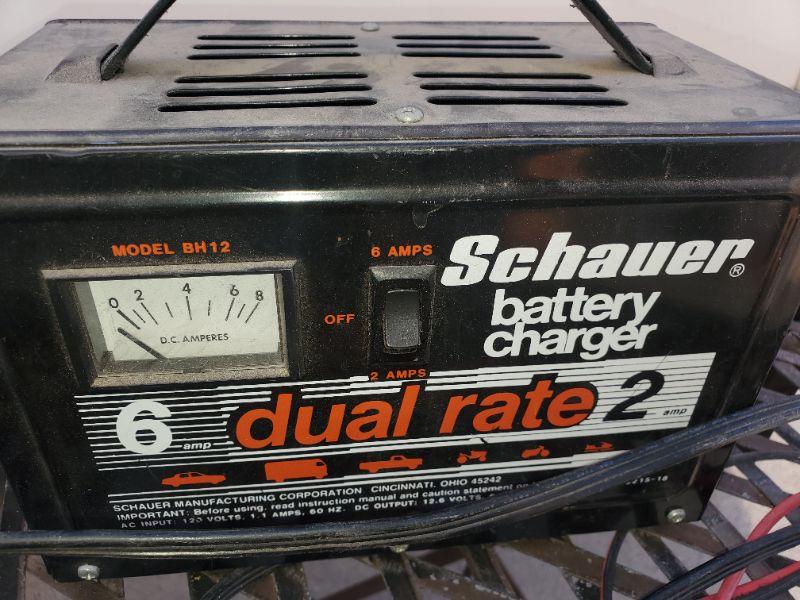 MODEL BH12
0 2 4 6 8
D.C. AMPERES
6 AMPS
OFF
2 AMPS
Schauer®
battery
charger
6 amp dual rate 2 amp
SCHAUER MANUFACTURING CORPORATION CINCINNATI, OHIO 45242
IMPORTANT: Before using, read instruction manual and caution statement on
AC INPUT: 120 VOLTS, 1.1 AMPS, 60 HZ. DC OUTPUT: 12.6 VOLTS